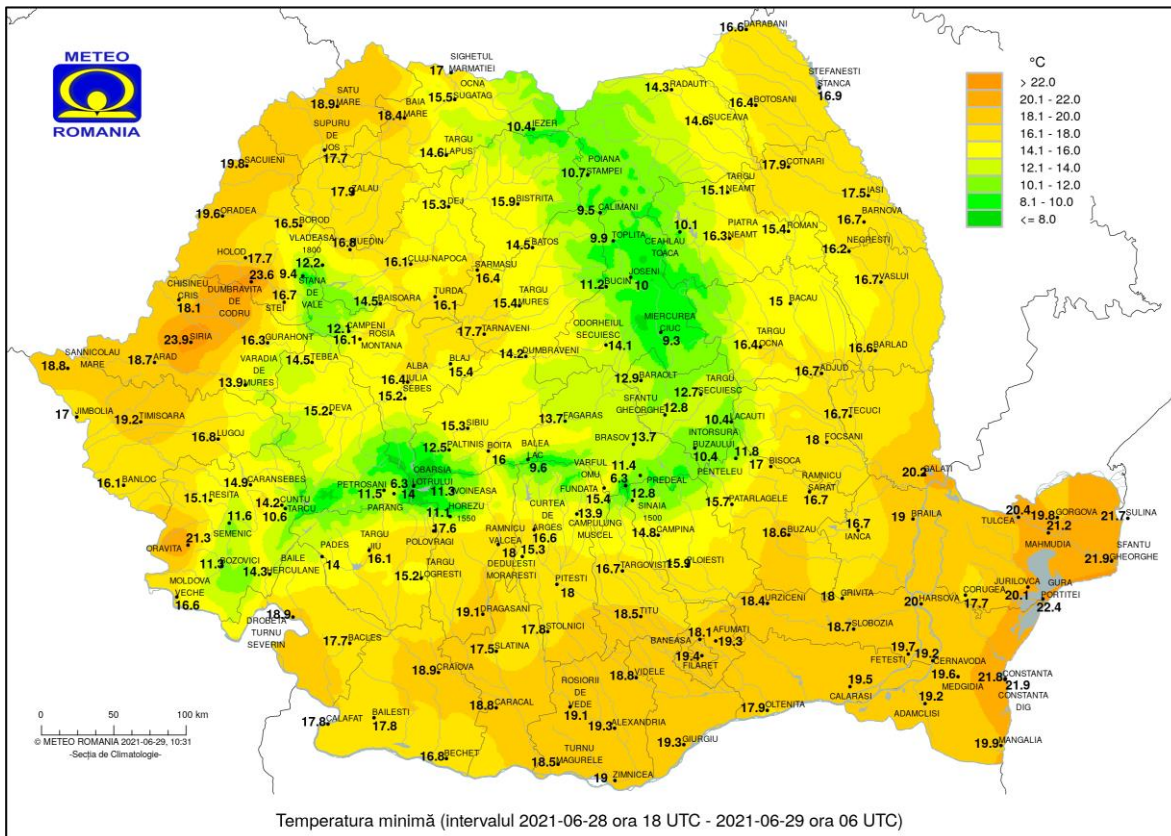 METEO
ROMANIA
°C
> 22.0
20.1 - 22.0
18.1 - 20.0
16.1 - 18.0
14.1 - 16.0
12.1 - 14.0
10.1 - 12.0
8.1 - 10.0
<= 8.0
16.6 DARABANI
SIGHETUL
MARMATIEI
17
OCNA
SUGATAG
15.5
14.3 RADAUTI
STEFANESTI
STANCA
16.9
SATU
MARE
18.9
BAIA
MARE
18.4
16.4 BOTOSANI
10.4 IEZER
14.6 SUCEAVA
SUPURU
DE
JOS
17.7
TARGU
LAPUS
14.6
19.8 SACUIENI
POIANA
STAMPEI
10.7
17.9 COTNARI
17.9 ZALAU
15.3 DEJ
15.9 BISTRITA
TARGU
NEAMT
15.1
17.5 IASI
19.6 ORADEA
9.5 CALIMANI
BARNOVA
16.7
16.5 BOROD
10.1
CEAHLAU
TOACA
PIATRA
NEAMT
16.3
15.4 ROMAN
VLADEASA
1800
12.2
16.8 HUEDIN
14.5 BATOS
9.9 TOPLITA
16.2 NEGRESTI
HOLOD
17.7
16.1 CLUJ-NAPOCA
SARMASU
16.4
23.6
DUMBRAVITA
DE
CODRU
9.4
STANA
DE
VALE
11.2 BUCIN
JOSENI
10
16.7 VASLUI
CHISINEU
CRIS
18.1
16.7
STEI
14.5 BAISOARA
TURDA
16.1
TARGU
MURES
15.4
15 BACAU
12.1 CAMPENI
16.1
ROSIA
MONTANA
17.7 TARNAVENI
ODORHEIUL
SECUIESC
14.1
MIERCUREA
CIUC
9.3
TARGU
OCNA
16.4
23.9 SIRIA
16.3 GURAHONT
SANNICOLAU
MARE
18.8
18.7 ARAD
14.5 TEBEA
14.2 DUMBRAVENI
16.6 BARLAD
VARADIA
DE
MURES
13.9
ALBA
IULIA
16.4
BLAJ
15.4
12.9 BARAOLT
16.7 ADJUD
SEBES
15.2
12.7 TARGU
SECUIESC
17 JIMBOLIA
19.2 TIMISOARA
15.2 DEVA
13.7 FAGARAS
SFANTU
GHEORGHE
12.8
10.4 LACAUTI
16.7 TECUCI
16.8 LUGOJ
15.3 SIBIU
BRASOV
13.7
INTORSURA
BUZAULUI
10.4
18 FOCSANI
12.5 PALTINIS
BOITA
16
BALEA
LAC
9.6
11.8
PENTELEU
17 BISOCA
20.2 GALATI
16.1 BANLOC
14.9 CARANSEBES
PETROSANI
11.5
OBARSIA
LOTRULUI
6.3
14
PARANG
11.3 VOINEASA
VARFUL
OMU
6.3
11.4
PREDEAL
FUNDATA
15.4
12.8
SINAIA
1500
RAMNICU
SARAT
16.7
15.1 RESITA
14.2 CUNTU
TARCU
10.6
HOREZU
11.1 1550
CURTEA
DE
ARGES
16.6
13.9
CAMPULUNG
MUSCEL
15.7 PATARLAGELE
20.4
TULCEA
19.8 GORGOVA
21.7 SULINA
11.6
SEMENIC
17.6
POLOVRAGI
14.8 CAMPINA
19 BRAILA
21.2
MAHMUDIA
21.3
ORAVITA
TARGU
JIU
16.1
RAMNICU
VALCEA
18
15.3
DEDULESTI
MORARESTI
18.6 BUZAU
16.7
IANCA
SFANTU
GHEORGHE
21.9
BOZOVICI
11.3
BAILE
HERCULANE
14.3
PADES
14
TARGU
LOGRESTI
15.2
16.7 TARGOVISTE
15.9 PLOIESTI
MOLDOVA
VECHE
16.6
PITESTI
18
18.4 URZICENI
18 GRIVITA
20 HARSOVA
CORUGEA
17.7
JURILOVCA
20.1
GURA
PORTITEI
22.4
18.9
DROBETA
TURNU
SEVERIN
19.1 DRAGASANI
18.5 TITU
17.8 STOLNICI
18.1 AFUMATI
BANEASA
19.3
18.7 SLOBOZIA
17.7 BACLES
17.5 SLATINA
19.4
FILARET
19.7
FETESTI
19.2
CERNAVODA
18.9 CRAIOVA
18.8 VIDELE
19.5
CALARASI
19.6
MEDGIDIA
21.8 CONSTANTA
21.9
CONSTANTA
DIG
ROSIORII
DE
VEDE
19.1
18.8 CARACAL
17.9 OLTENITA
19.2
ADAMCLISI
17.8 CALAFAT
BAILESTI
17.8
19.3 ALEXANDRIA
19.3 GIURGIU
19.9 MANGALIA
16.8 BECHET
TURNU
MAGURELE
18.5
19 ZIMNICEA
0 50 100 km
© METEO ROMANIA 2021-06-29, 10:31
-Secția de Climatologie-
Temperatura minimă (intervalul 2021-06-28 ora 18 UTC - 2021-06-29 ora 06 UTC)